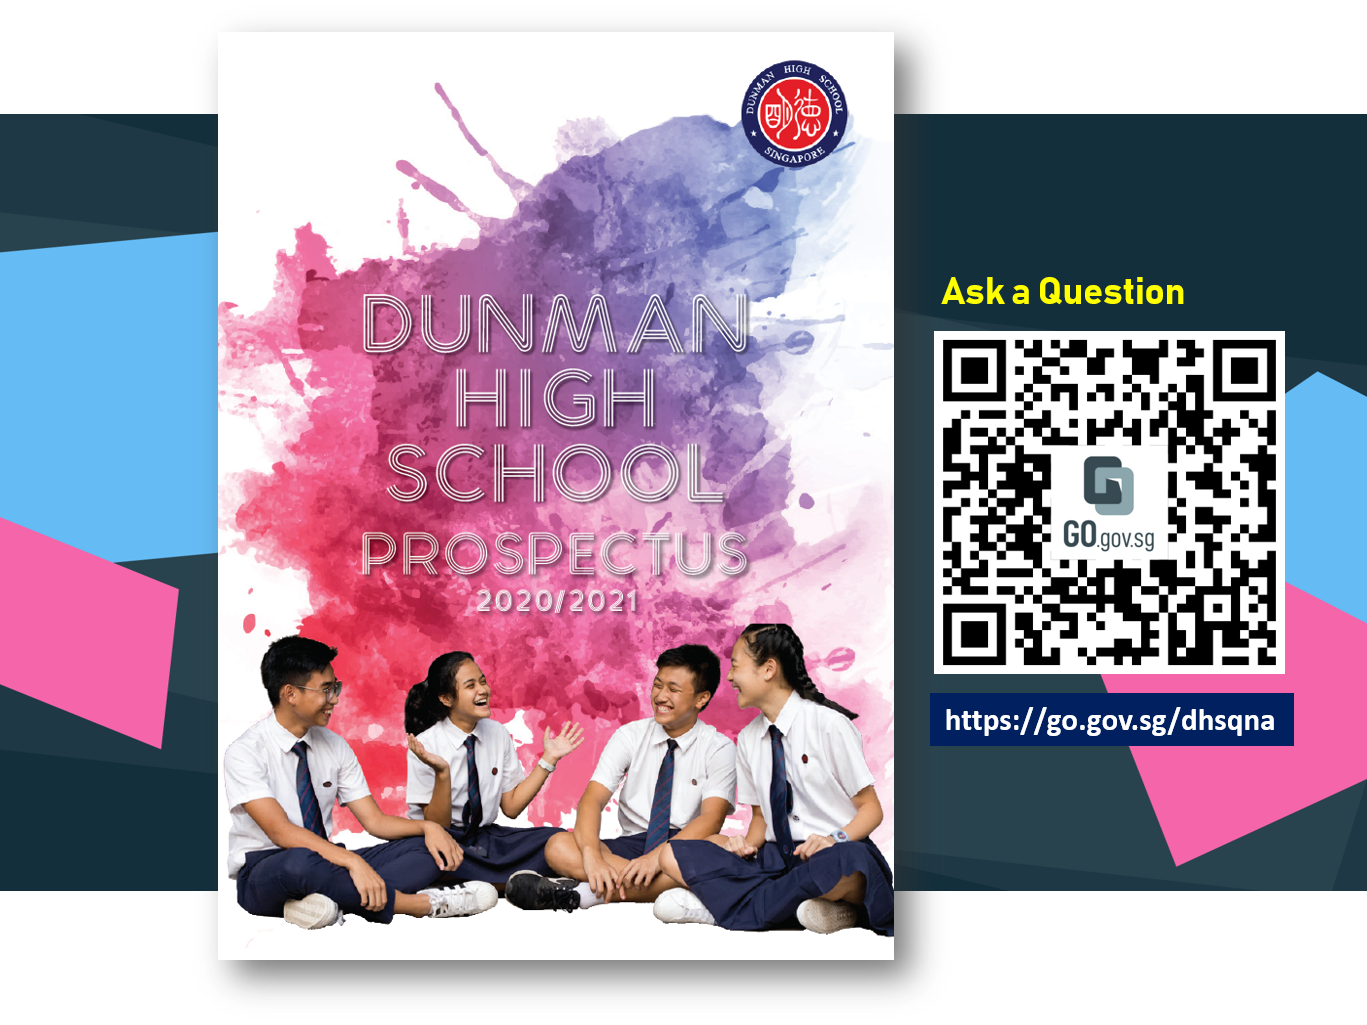 DUNMAN HIGH SCHOOL
SINGAPORE
DUNMAN
HIGH
SCHOOL
PROSPECTUS
2020/2021
Ask a Question
GO.gov.sg
https://go.gov.sg/dhsqna